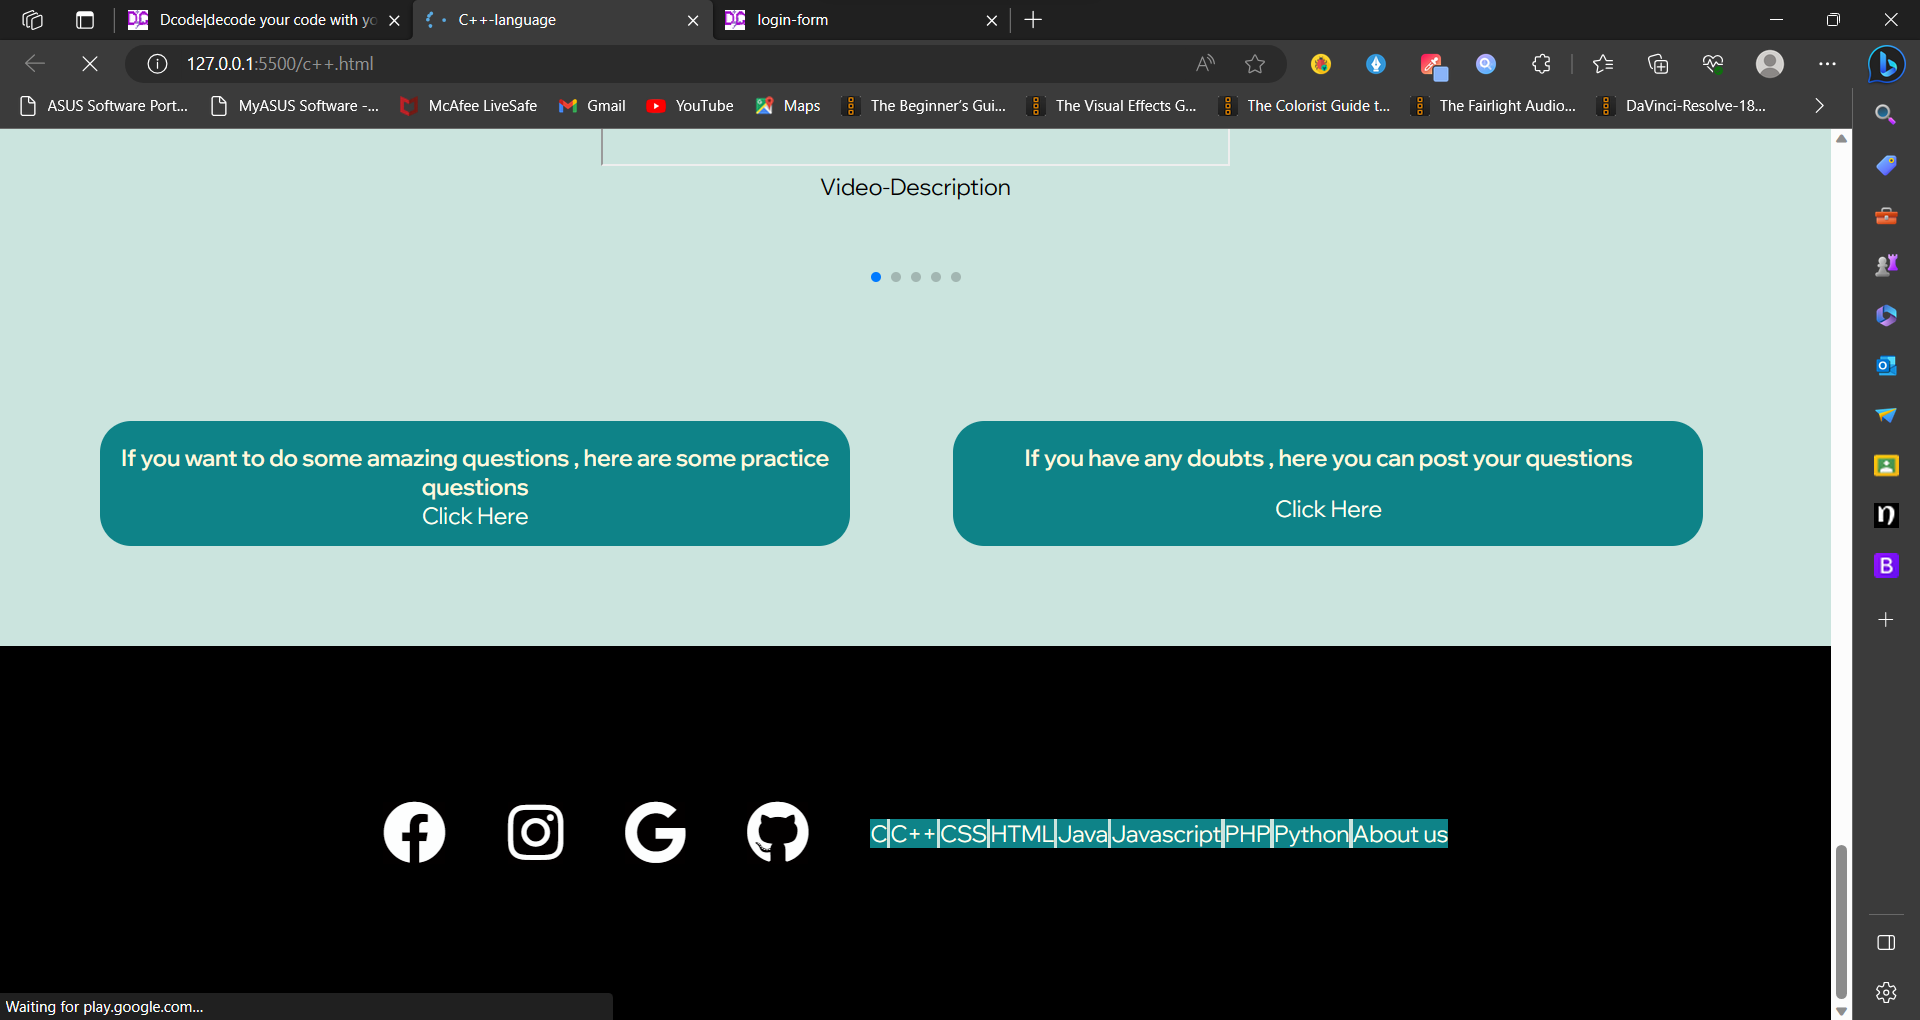 Dcode|decode your code with yo
C++-language
login-form
127.0.0.1:5500/c++.html
ASUS Software Port...
MyASUS Software -...
McAfee LiveSafe
Gmail
YouTube
Maps
The Beginner's Gui...
The Visual Effects G...
The Colorist Guide t...
The Fairlight Audio...
DaVinci-Resolve-18...
Video-Description
If you want to do some amazing questions , here are some practice
questions
Click Here
If you have any doubts , here you can post your questions
Click Here
C|C++|CSS|HTML|Java|Javascript|PHP|Python|About us
Waiting for play.google.com...